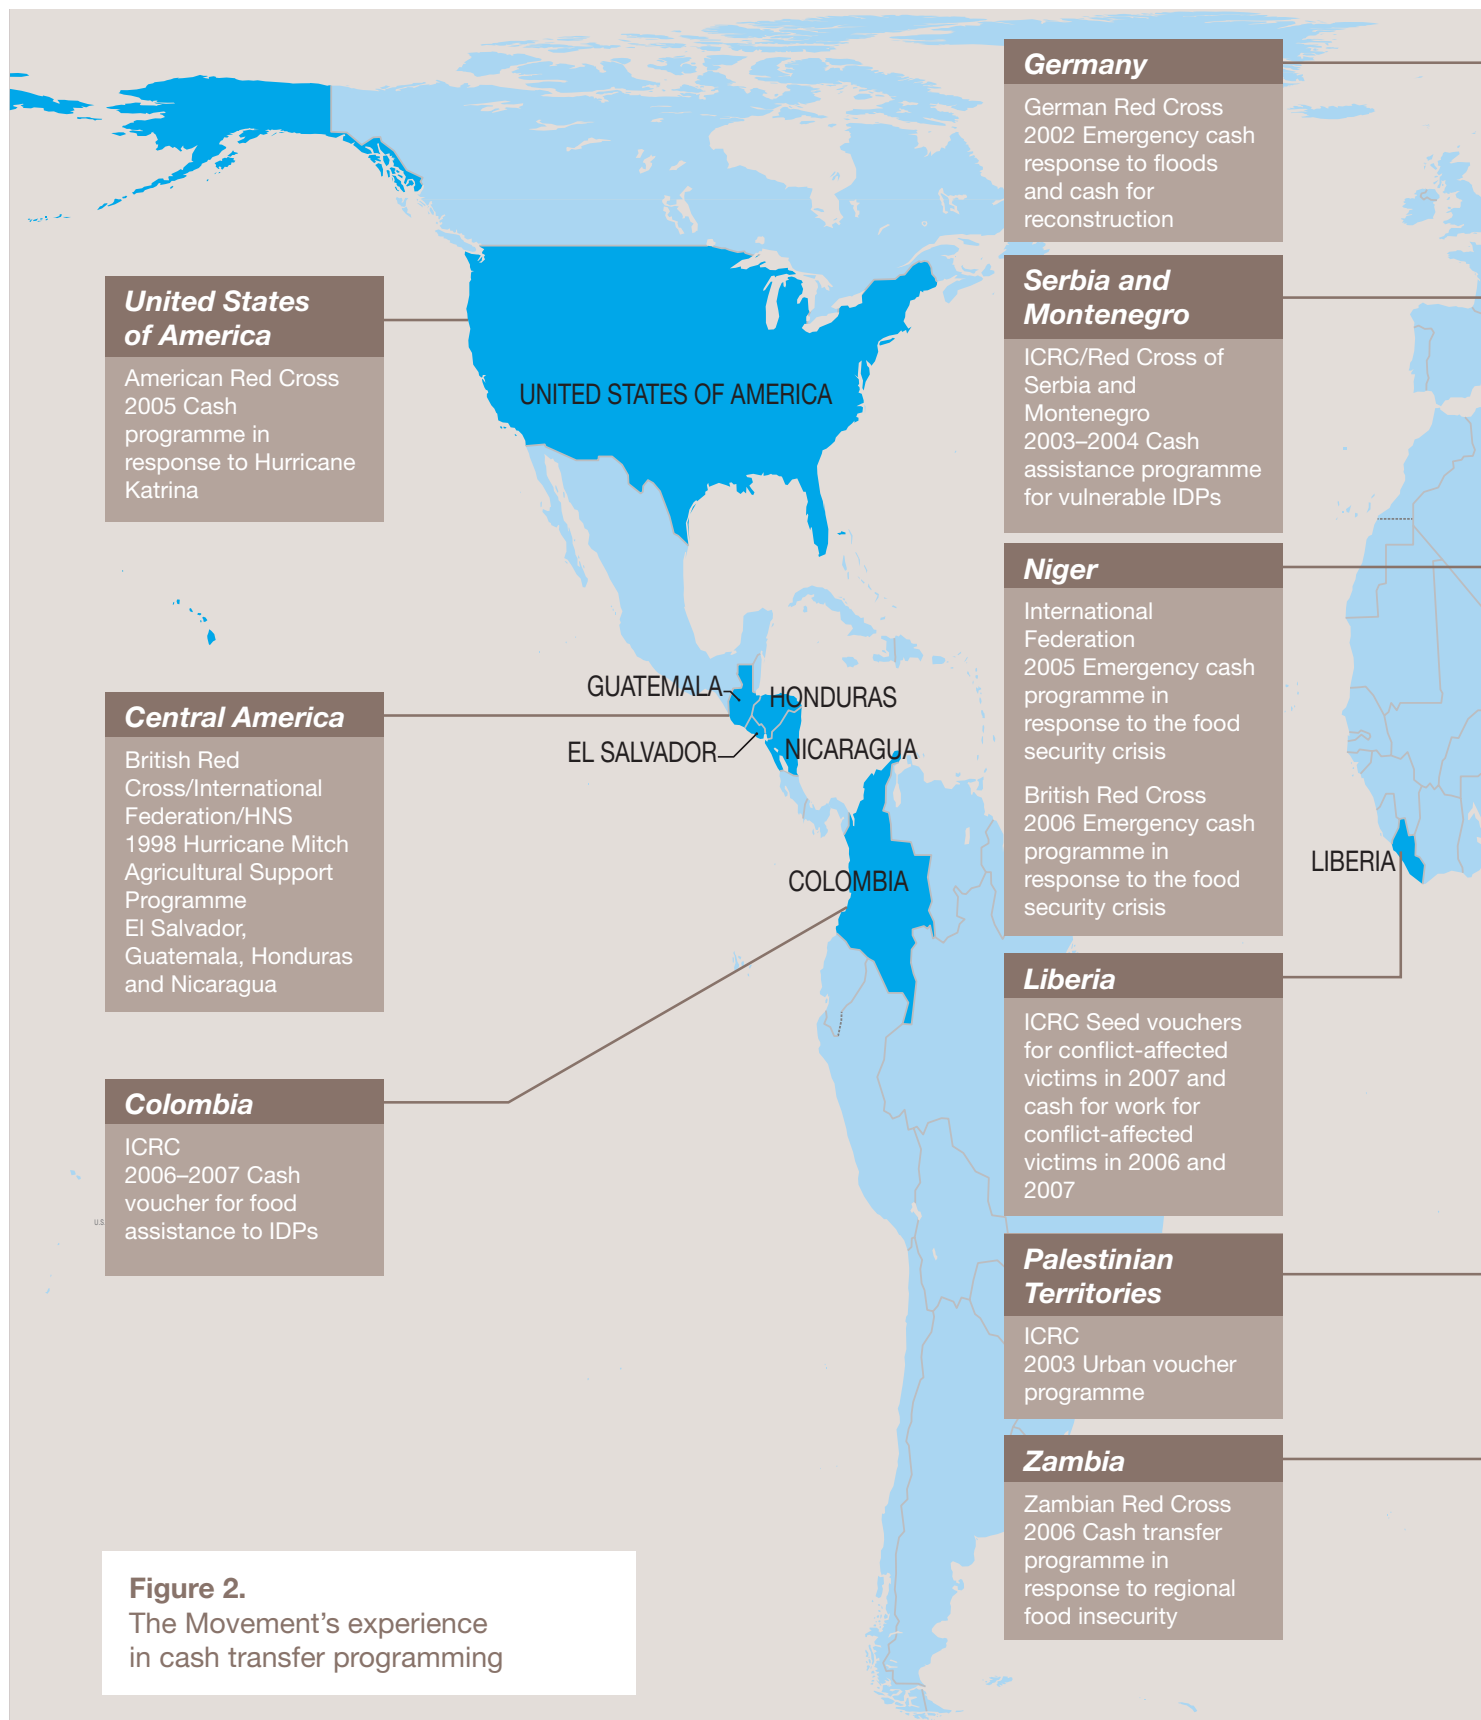 United States
of America
American Red Cross
2005 Cash
programme in
response to Hurricane
Katrina
Central America
British Red
Cross/International
Federation/HNS
1998 Hurricane Mitch
Agricultural Support
Programme
El Salvador,
Guatemala, Honduras
and Nicaragua
Colombia
ICRC
2006–2007 Cash
voucher for food
assistance to IDPs
U.S.
UNITED STATES OF AMERICA
GUATEMALA
HONDURAS
EL SALVADOR
NICARAGUA
COLOMBIA
LIBERIA
Germany
German Red Cross
2002 Emergency cash
response to floods
and cash for
reconstruction
Serbia and
Montenegro
ICRC/Red Cross of
Serbia and
Montenegro
2003–2004 Cash
assistance programme
for vulnerable IDPs
Niger
International
Federation
2005 Emergency cash
programme in
response to the food
security crisis
British Red Cross
2006 Emergency cash
programme in
response to the food
security crisis
Liberia
ICRC Seed vouchers
for conflict-affected
victims in 2007 and
cash for work for
conflict-affected
victims in 2006 and
2007
Palestinian
Territories
ICRC
2003 Urban voucher
programme
Zambia
Zambian Red Cross
2006 Cash transfer
programme in
response to regional
food insecurity
Figure 2.
The Movement's experience
in cash transfer programming